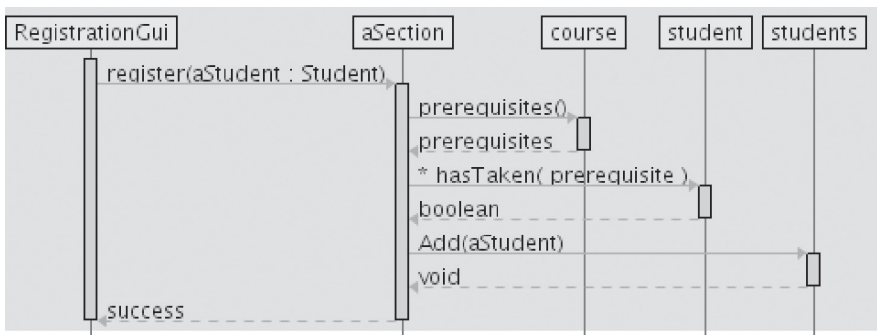 RegistrationGui aSection course student students
register(aStudent : Student)
prerequisites()
prerequisites
* hasTaken( prerequisite )
boolean
Add(aStudent)
void
success